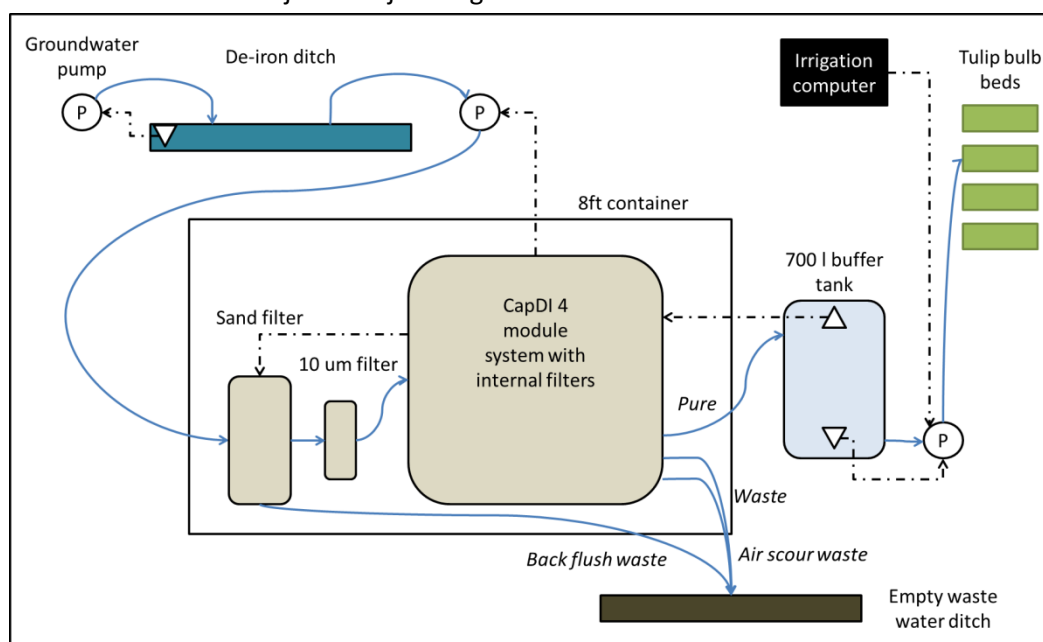 Groundwater
pump
De-iron ditch
P
P
Irrigation
computer
Tulip bulb
beds
8ft container
700 l buffer
tank
CapDI 4
module
system with
internal filters
Sand filter
10 um filter
Pure
P
Waste
Back flush waste
Air scour waste
Empty waste
water ditch